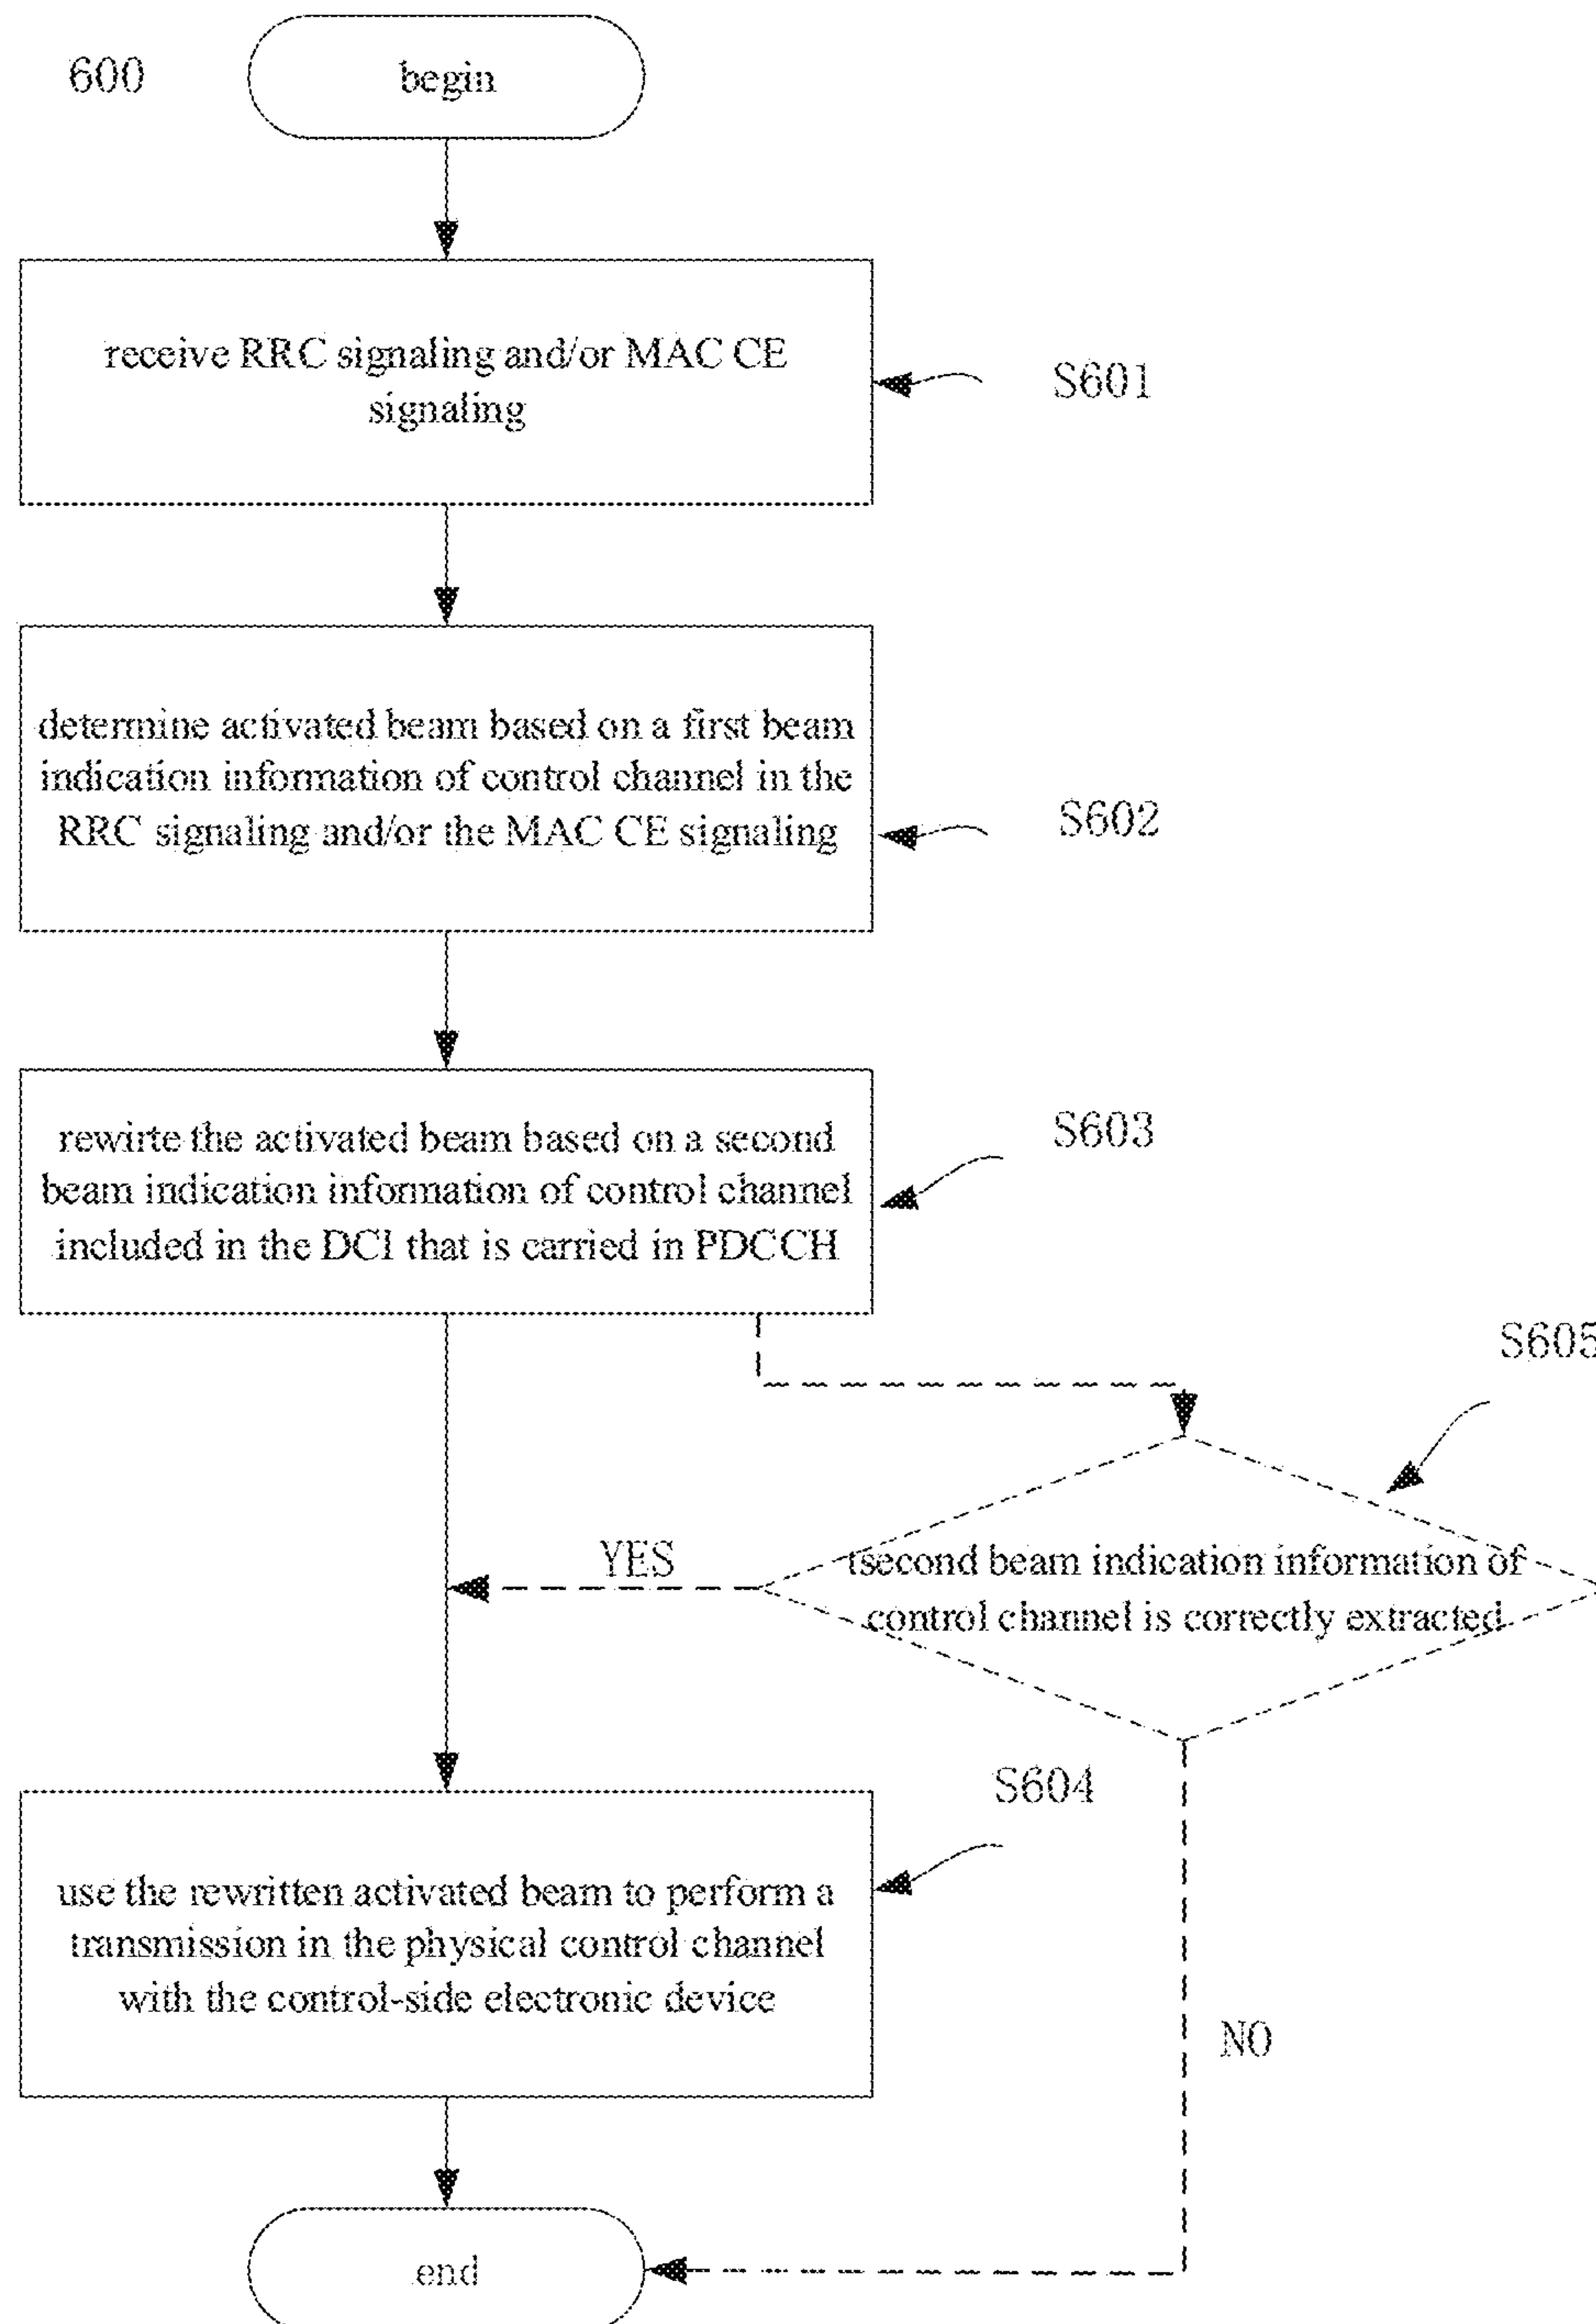 600
begin
receive RRC signaling and/or MAC CE
signaling
S601
determine activated beam based on a first beam
indication information of control channel in the
RRC signaling and/or the MAC CE signaling
S602
rewirte the activated beam based on a second
beam indication information of control channel
included in the DCI that is carried in PDCCH
S603
S605
YES
(second beam indication information of
control channel is correctly extracted
S604
use the rewritten activated beam to perform a
transmission in the physical control channel
with the control-side electronic device
NO
end